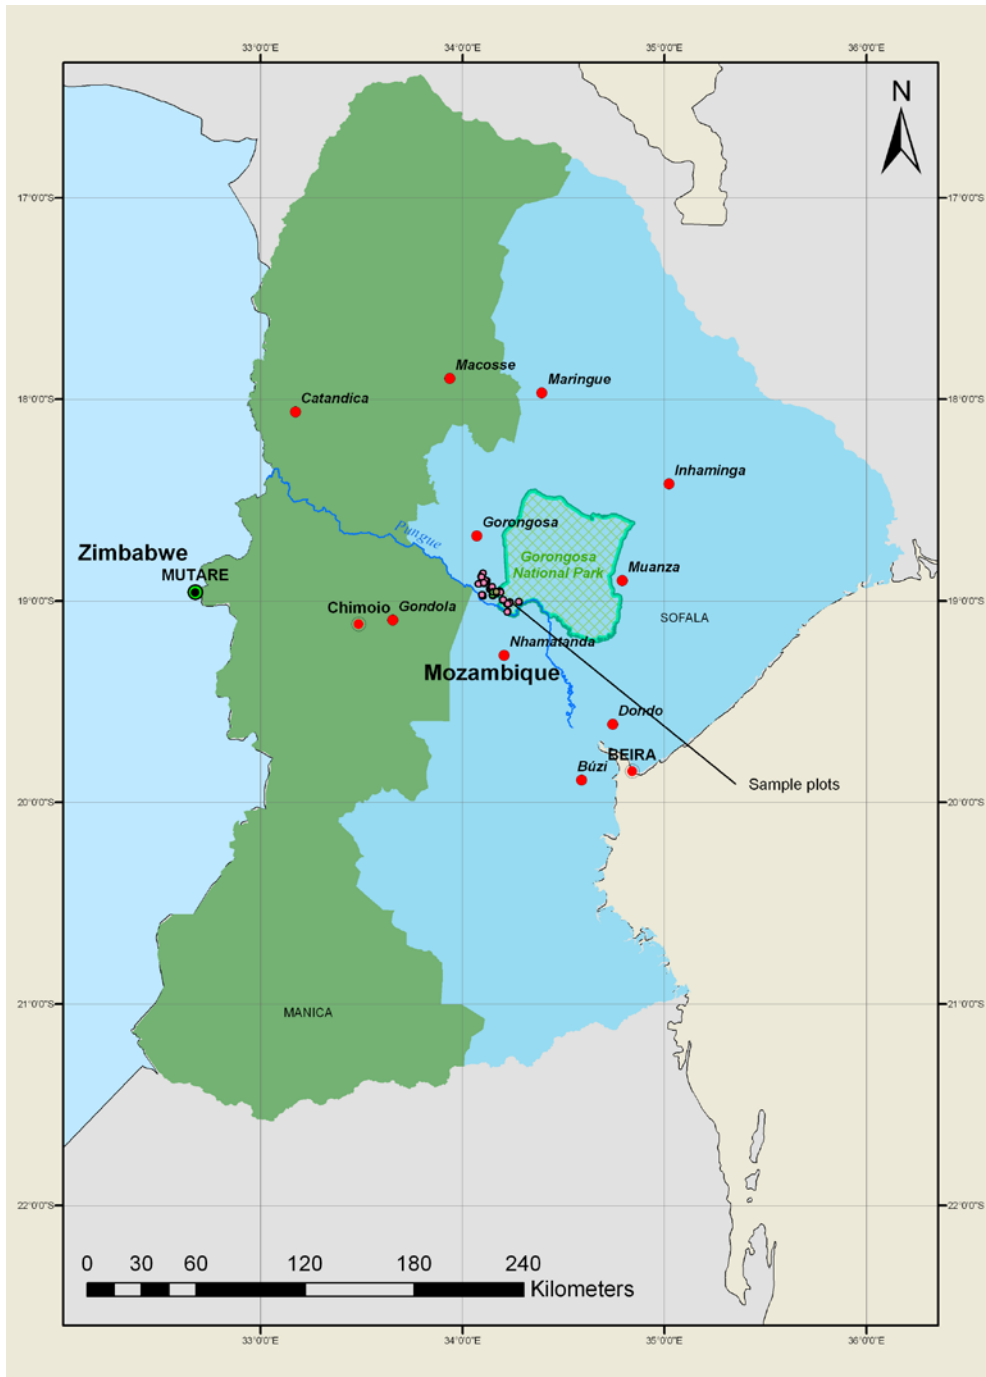 33°0'0"E 34°0'0"E 35°0'0"E 36°0'0"E
N
17°0'0"S 17°0'0"S
Macosse
Maringue
Catandica
18°0'0"S 18°0'0"S
Inhaminga
Gorongosa
Pungue
Zimbabwe
MUTARE
Gorongosa
National Park
Muanza
19°0'0"S 19°0'0"S
Chimoio Gondola
SOFALA
Nhamatanda
Mozambique
Dondo
BEIRA
Búzi
Sample plots
20°0'0"S 20°0'0"S
21°0'0"S 21°0'0"S
MANICA
22°0'0"S 22°0'0"S
0 30 60 120 180 240
Kilometers
33°0'0"E 34°0'0"E 35°0'0"E 36°0'0"E